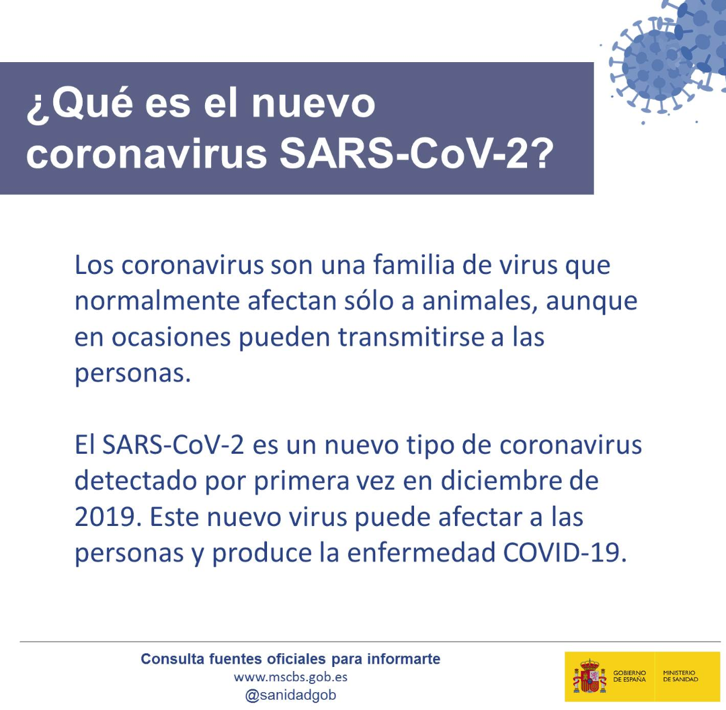 ¿Qué es el nuevo
coronavirus SARS-CoV-2?
Los coronavirus son una familia de virus que
normalmente afectan sólo a animales, aunque
en ocasiones pueden transmitirse a las
personas.
El SARS-CoV-2 es un nuevo tipo de coronavirus
detectado por primera vez en diciembre de
2019. Este nuevo virus puede afectar a las
personas y produce la enfermedad COVID-19.
Consulta fuentes oficiales para informarte
www.mscbs.gob.es
@sanidadgob
GOBIERNO
DE ESPAÑA
MINISTERIO
DE SANIDAD